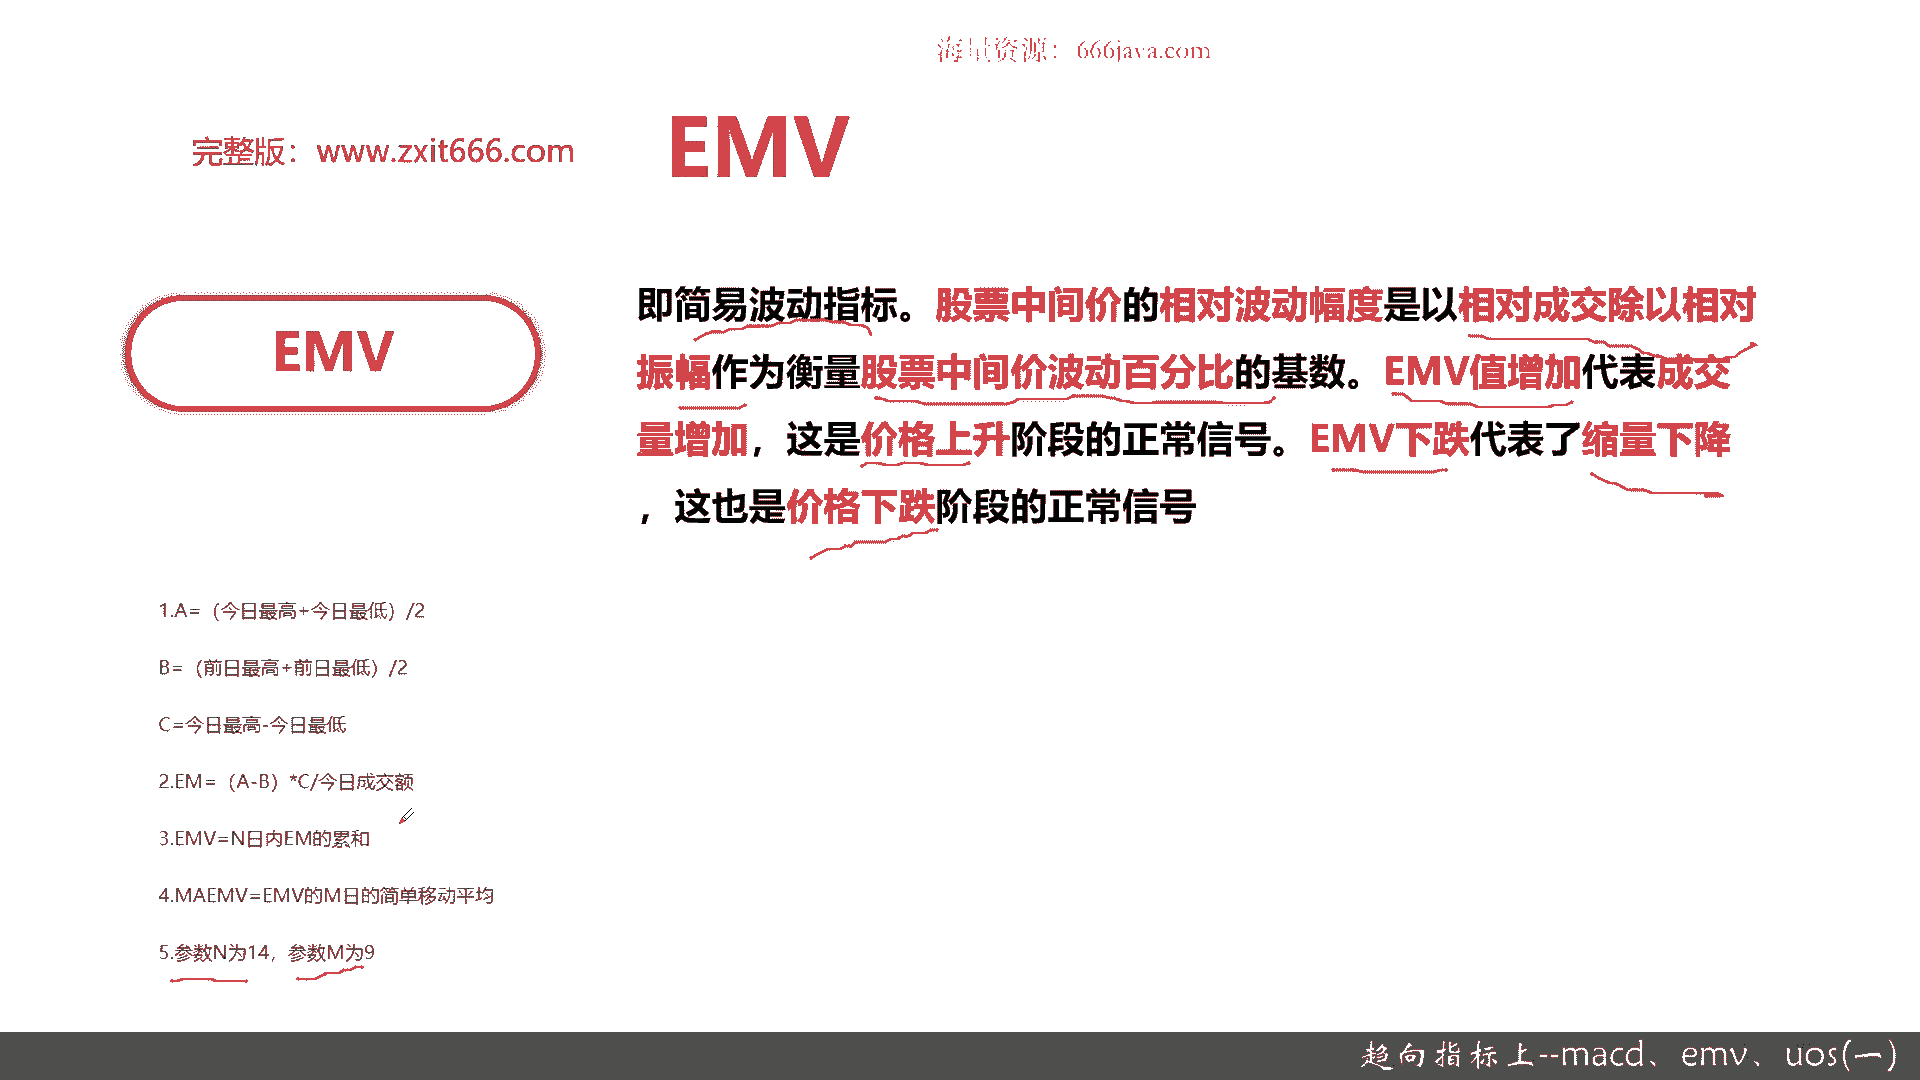 海量资源：666java.com
完整版：www.zxit666.com
EMV
EMV
即简易波动指标。股票中间价的相对波动幅度是以相对成交除以相对
振幅作为衡量股票中间价波动百分比的基数。EMV值增加代表成交
量增加，这是价格上升阶段的正常信号。EMV下跌代表了缩量下降
，这也是价格下跌阶段的正常信号
1.A=（今日最高+今日最低）/2
B=（前日最高+前日最低）/2
C=今日最高-今日最低
2.EM=（A-B）*C/今日成交额
3.EMV=N日内EM的累和
4.MAEMV=EMV的M日的简单移动平均
5.参数N为14，参数M为9
趋向指标上--macd、emv、uos(一)